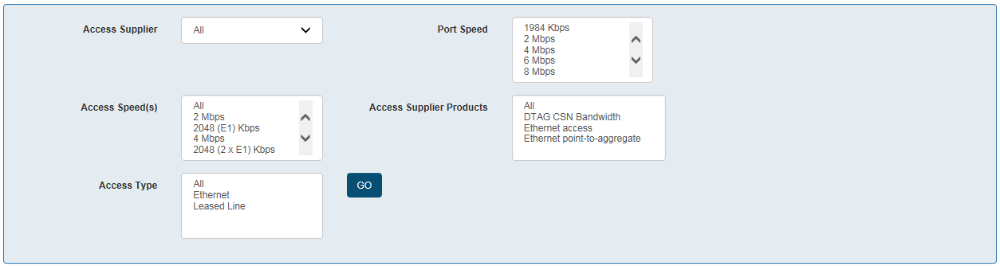 Access Supplier
All
Port Speed
1984 Kbps
2 Mbps
4 Mbps
6 Mbps
8 Mbps
Access Speed(s)
All
2 Mbps
2048 (E1) Kbps
4 Mbps
2048 (2 x E1) Kbps
Access Supplier Products
All
DTAG CSN Bandwidth
Ethernet access
Ethernet point-to-aggregate
Access Type
All
Ethernet
Leased Line
GO